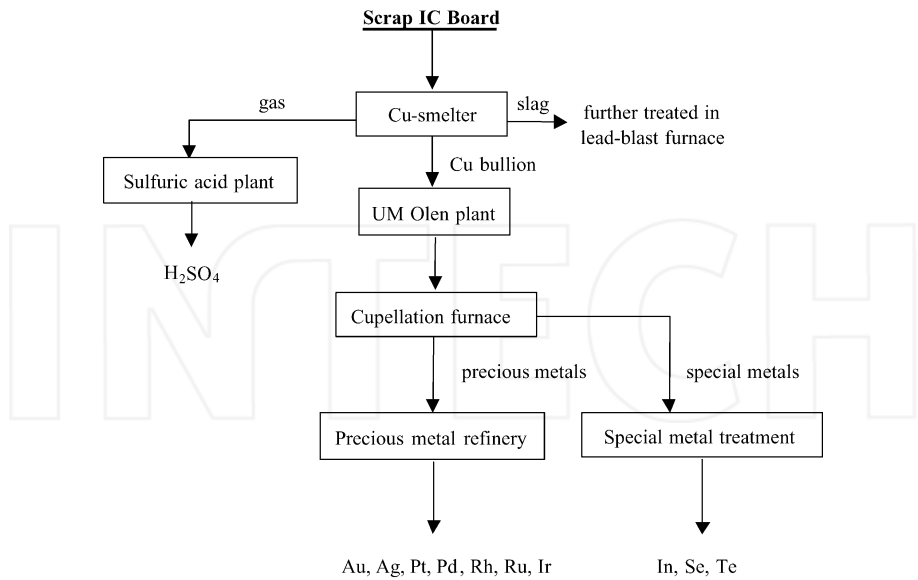 Scrap IC Board
gas
Cu-smelter
slag
further treated in
lead-blast furnace
Cu bullion
Sulfuric acid plant
UM Olen plant
H₂SO₄
Cupellation furnace
precious metals
special metals
Precious metal refinery
Special metal treatment
Au, Ag, Pt, Pd, Rh, Ru, Ir
In, Se, Te
INTECH